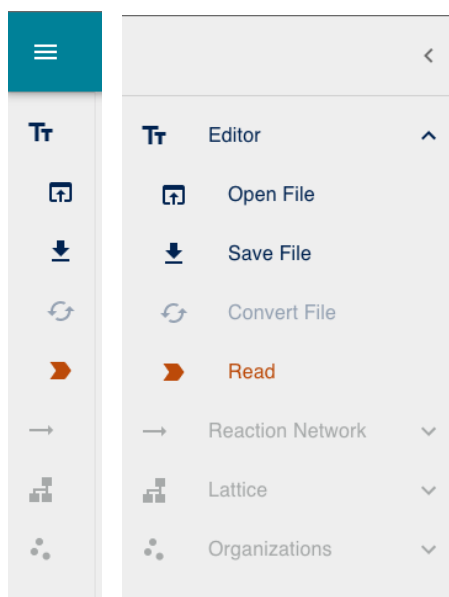 Editor
Open File
Save File
Convert File
Read
Reaction Network
Lattice
Organizations